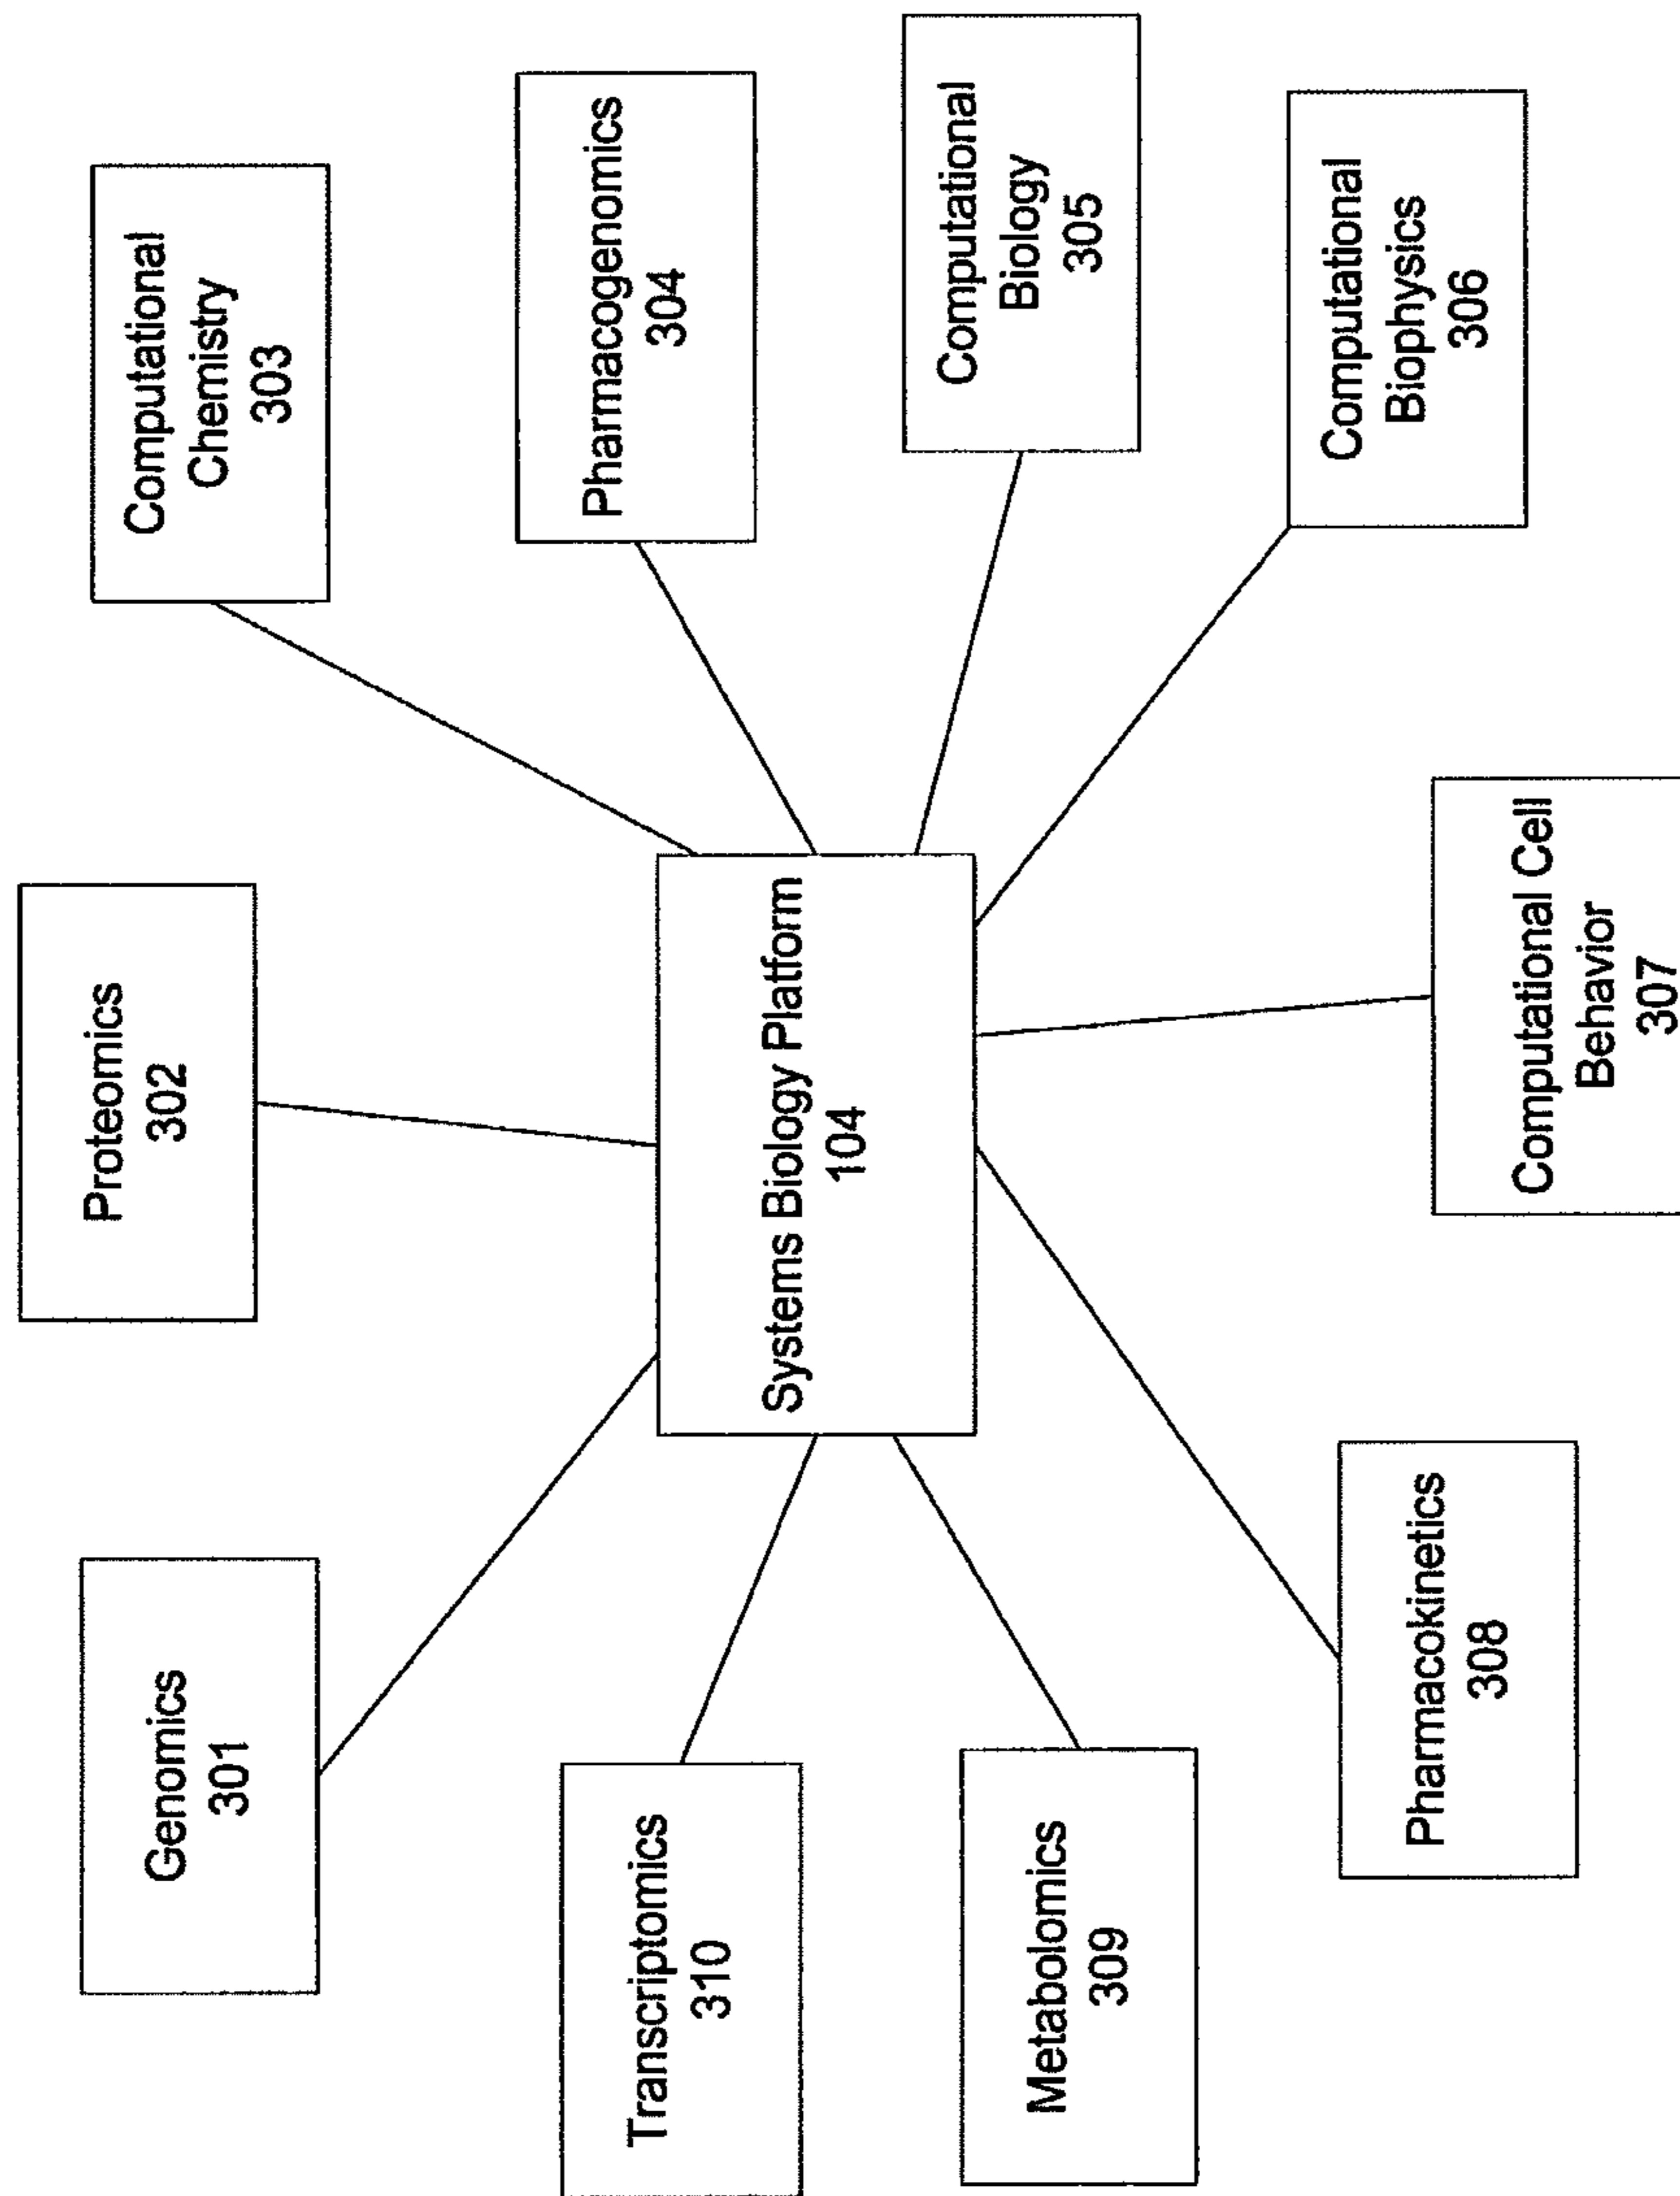 Genomics
301
Proteomics
302
Computational
Chemistry
303
Transcriptomics
310
Systems Biology Platform
104
Pharmacogenomics
304
Metabolomics
309
Computational
Biology
305
Pharmacokinetics
308
Computational Cell
Behavior
307
Computational
Biophysics
306